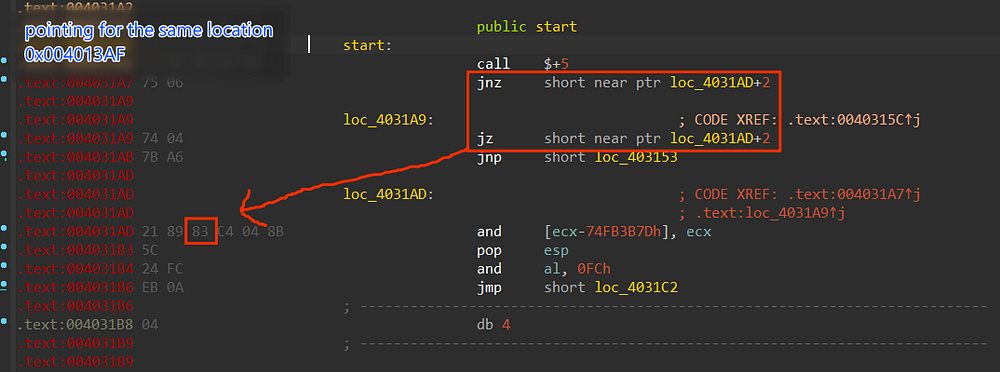 .text:004031A2
pointing for the same location
0x004013AF
public start
start:
call $+5
.text:004031A7 75 06 jnz short near ptr loc_4031AD+2
.text:004031A9
.text:004031A9 loc_4031A9: ; CODE XREF: .text:0040315C↑j
.text:004031A9 74 04 jz short near ptr loc_4031AD+2
.text:004031AB 7B A6 jnp short loc_403153
.text:004031AD
.text:004031AD loc_4031AD: ; CODE XREF: .text:004031A7↑j
.text:004031AD ; .text:loc_4031A9↑j
.text:004031AD 21 89 83 C4 04 8B and [ecx-74FB3B7Dh], ecx
.text:004031B3 5C pop esp
.text:004031B4 24 FC and al, 0FCh
.text:004031B6 EB 0A jmp short loc_4031C2
.text:004031B6 ; ---------------------------------------------------------------------------
.text:004031B8 04 db 4
.text:004031B9 ; ---------------------------------------------------------------------------
.text:004031B9